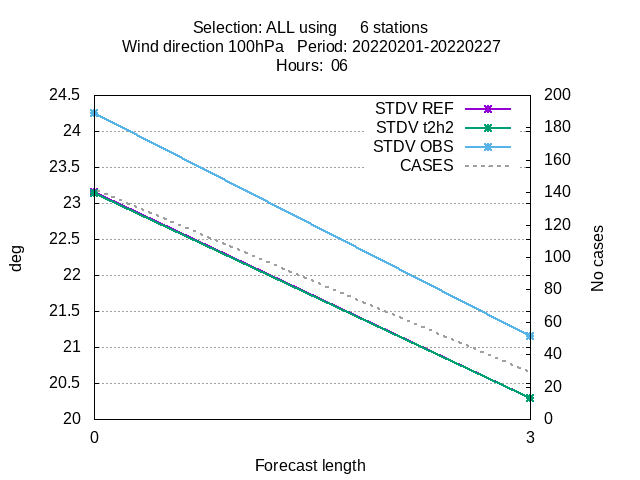 Selection: ALL using 6 stations
Wind direction 100hPa Period: 20220201-20220227
Hours: 06
24.5
24
23.5
23
22.5
22
21.5
21
20.5
20
200
180
160
140
120
100
80
60
40
20
0
STDV REF
STDV t2h2
STDV OBS
CASES
deg
No cases
0
3
Forecast length